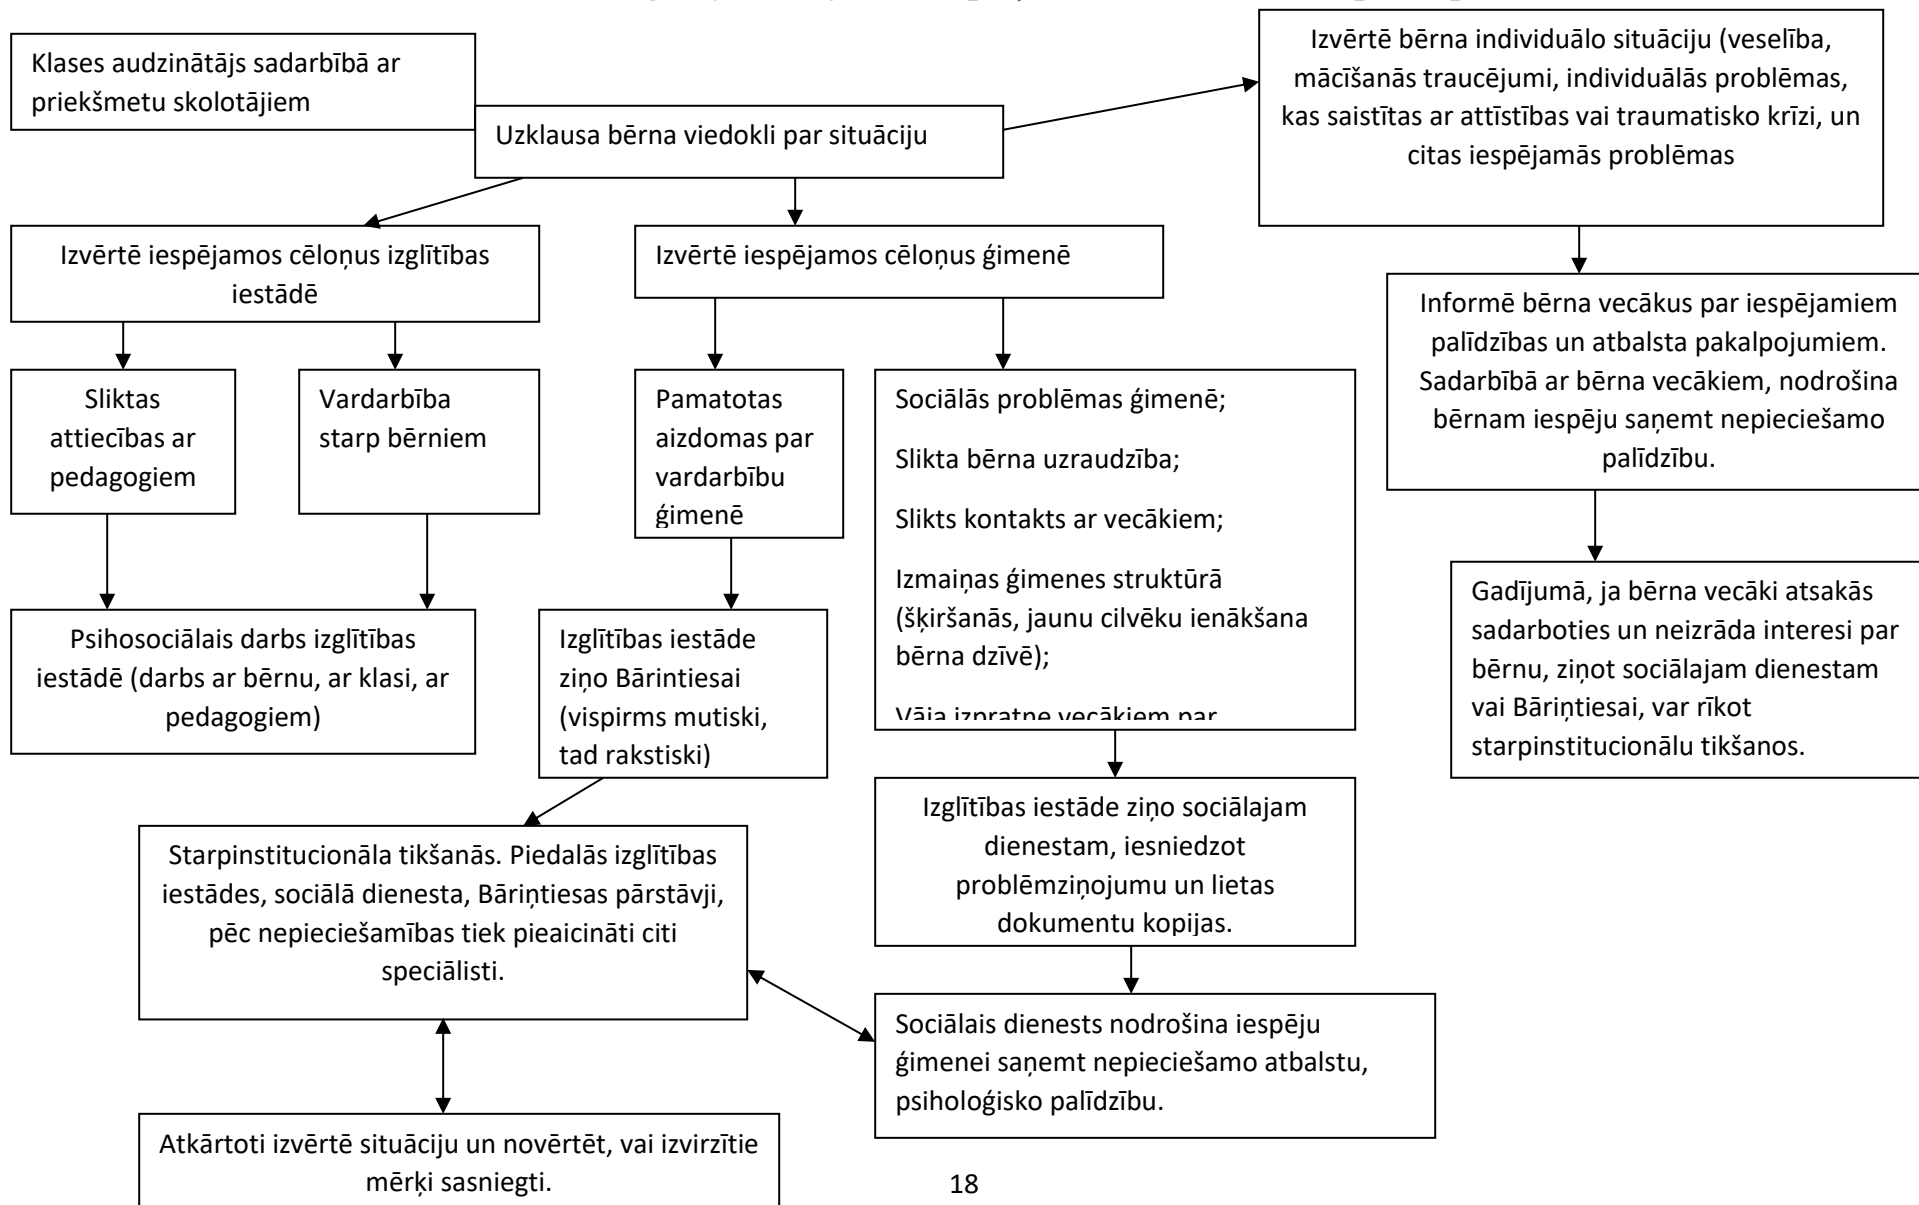 Klases audzinātājs sadarbībā ar
priekšmetu skolotājiem
Uzklausa bērna viedokli par situāciju
Izvērtē bērna individuālo situāciju (veselība,
mācīšanās traucējumi, individuālās problēmas,
kas saistītas ar attīstības vai traumatisko krīzi, un
citas iespējamās problēmas
Izvērtē iespējamos cēloņus izglītības
iestādē
Izvērtē iespējamos cēloņus ģimenē
Informē bērna vecākus par iespējamiem
palīdzības un atbalsta pakalpojumiem.
Sadarbībā ar bērna vecākiem, nodrošina
bērnam iespēju saņemt nepieciešamo
palīdzību.
Sliktas
attiecības ar
pedagogiem
Vardarbība
starp bērniem
Pamatotas
aizdomas par
vardarbību
ģimenē
Sociālās problēmas ģimenē;
Slikta bērna uzraudzība;
Slikts kontakts ar vecākiem;
Izmaiņas ģimenes struktūrā
(šķiršanās, jaunu cilvēku ienākšana
bērna dzīvē);
Vāja izpratne vecākiem par
Gadījumā, ja bērna vecāki atsakās
sadarboties un neizrāda interesi par
bērnu, ziņot sociālajam dienestam
vai Bāriņtiesai, var rīkot
starpinstitucionālu tikšanos.
Psihosociālais darbs izglītības
iestādē (darbs ar bērnu, ar klasi, ar
pedagogiem)
Izglītības iestāde
ziņo Bārintiesai
(vispirms mutiski,
tad rakstiski)
Izglītības iestāde ziņo sociālajam
dienestam, iesniedzot
problēmziņojumu un lietas
dokumentu kopijas.
Starpinstitucionāla tikšanās. Piedalās izglītības
iestādes, sociālā dienesta, Bāriņtiesas pārstāvji,
pēc nepieciešamības tiek pieaicināti citi
speciālisti.
Sociālais dienests nodrošina iespēju
ģimenei saņemt nepieciešamo atbalstu,
psiholoģisko palīdzību.
Atkārtoti izvērtē situāciju un novērtēt, vai izvirzītie
mērķi sasniegti.
18